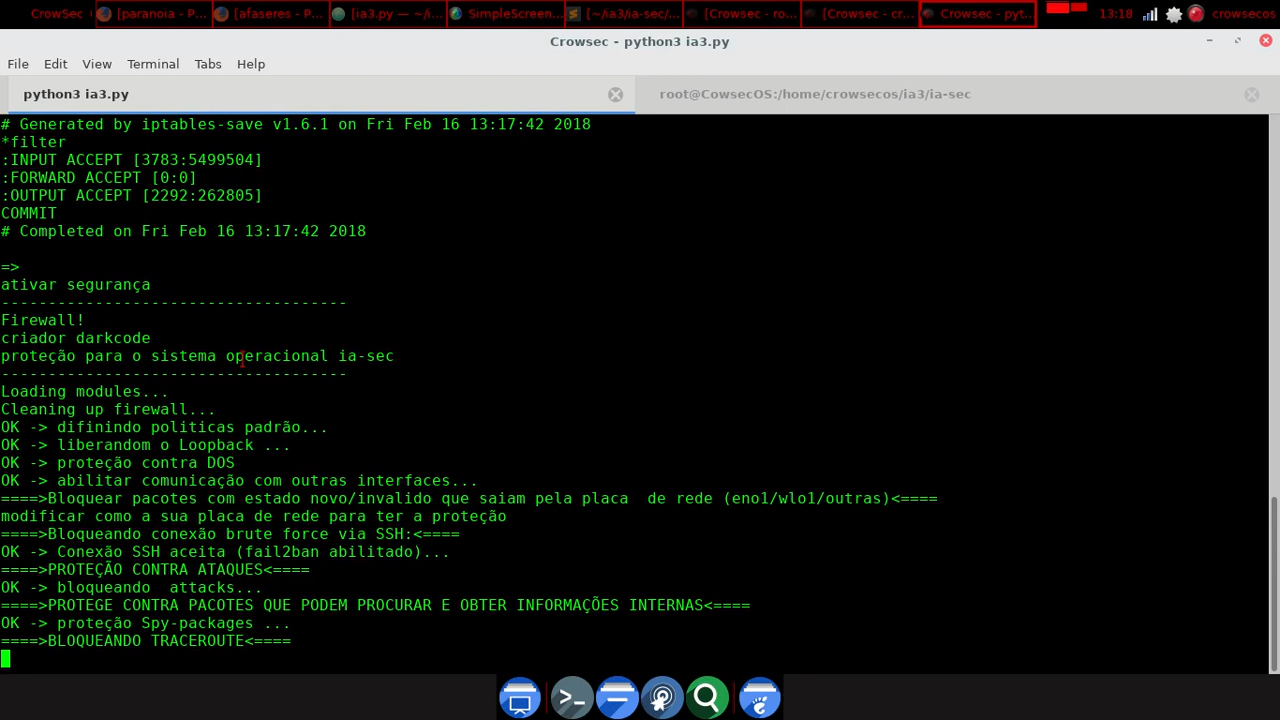 CrowSec
[paranoia - P...
[afaseres - P...
[ia3.py — ~/i...
SimpleScreen...
[~/ia3/ia-sec/...
[Crowsec - ro...
[Crowsec - cr...
Crowsec - pyt...
13:18
crowsecos
Crowsec - python3 ia3.py
File Edit View Terminal Tabs Help
python3 ia3.py
root@CowsecOS:/home/crowsecos/ia3/ia-sec
# Generated by iptables-save v1.6.1 on Fri Feb 16 13:17:42 2018
*filter
:INPUT ACCEPT [3783:5499504]
:FORWARD ACCEPT [0:0]
:OUTPUT ACCEPT [2292:262805]
COMMIT
# Completed on Fri Feb 16 13:17:42 2018
=>
ativar segurança
-------------------------------------
Firewall!
criador darkcode
proteção para o sistema operacional ia-sec
-------------------------------------
Loading modules...
Cleaning up firewall...
OK -> difinindo politicas padrão...
OK -> liberandom o Loopback ...
OK -> proteção contra DOS
OK -> abilitar comunicação com outras interfaces...
====>Bloquear pacotes com estado novo/invalido que saiam pela placa  de rede (eno1/wlo1/outras)<====
modificar como a sua placa de rede para ter a proteção
====>Bloqueando conexão brute force via SSH:<====
OK -> Conexão SSH aceita (fail2ban abilitado)...
====>PROTEÇÃO CONTRA ATAQUES<====
OK -> bloqueando  attacks...
====>PROTEGE CONTRA PACOTES QUE PODEM PROCURAR E OBTER INFORMAÇÕES INTERNAS<====
OK -> proteção Spy-packages ...
====>BLOQUEANDO TRACEROUTE<====